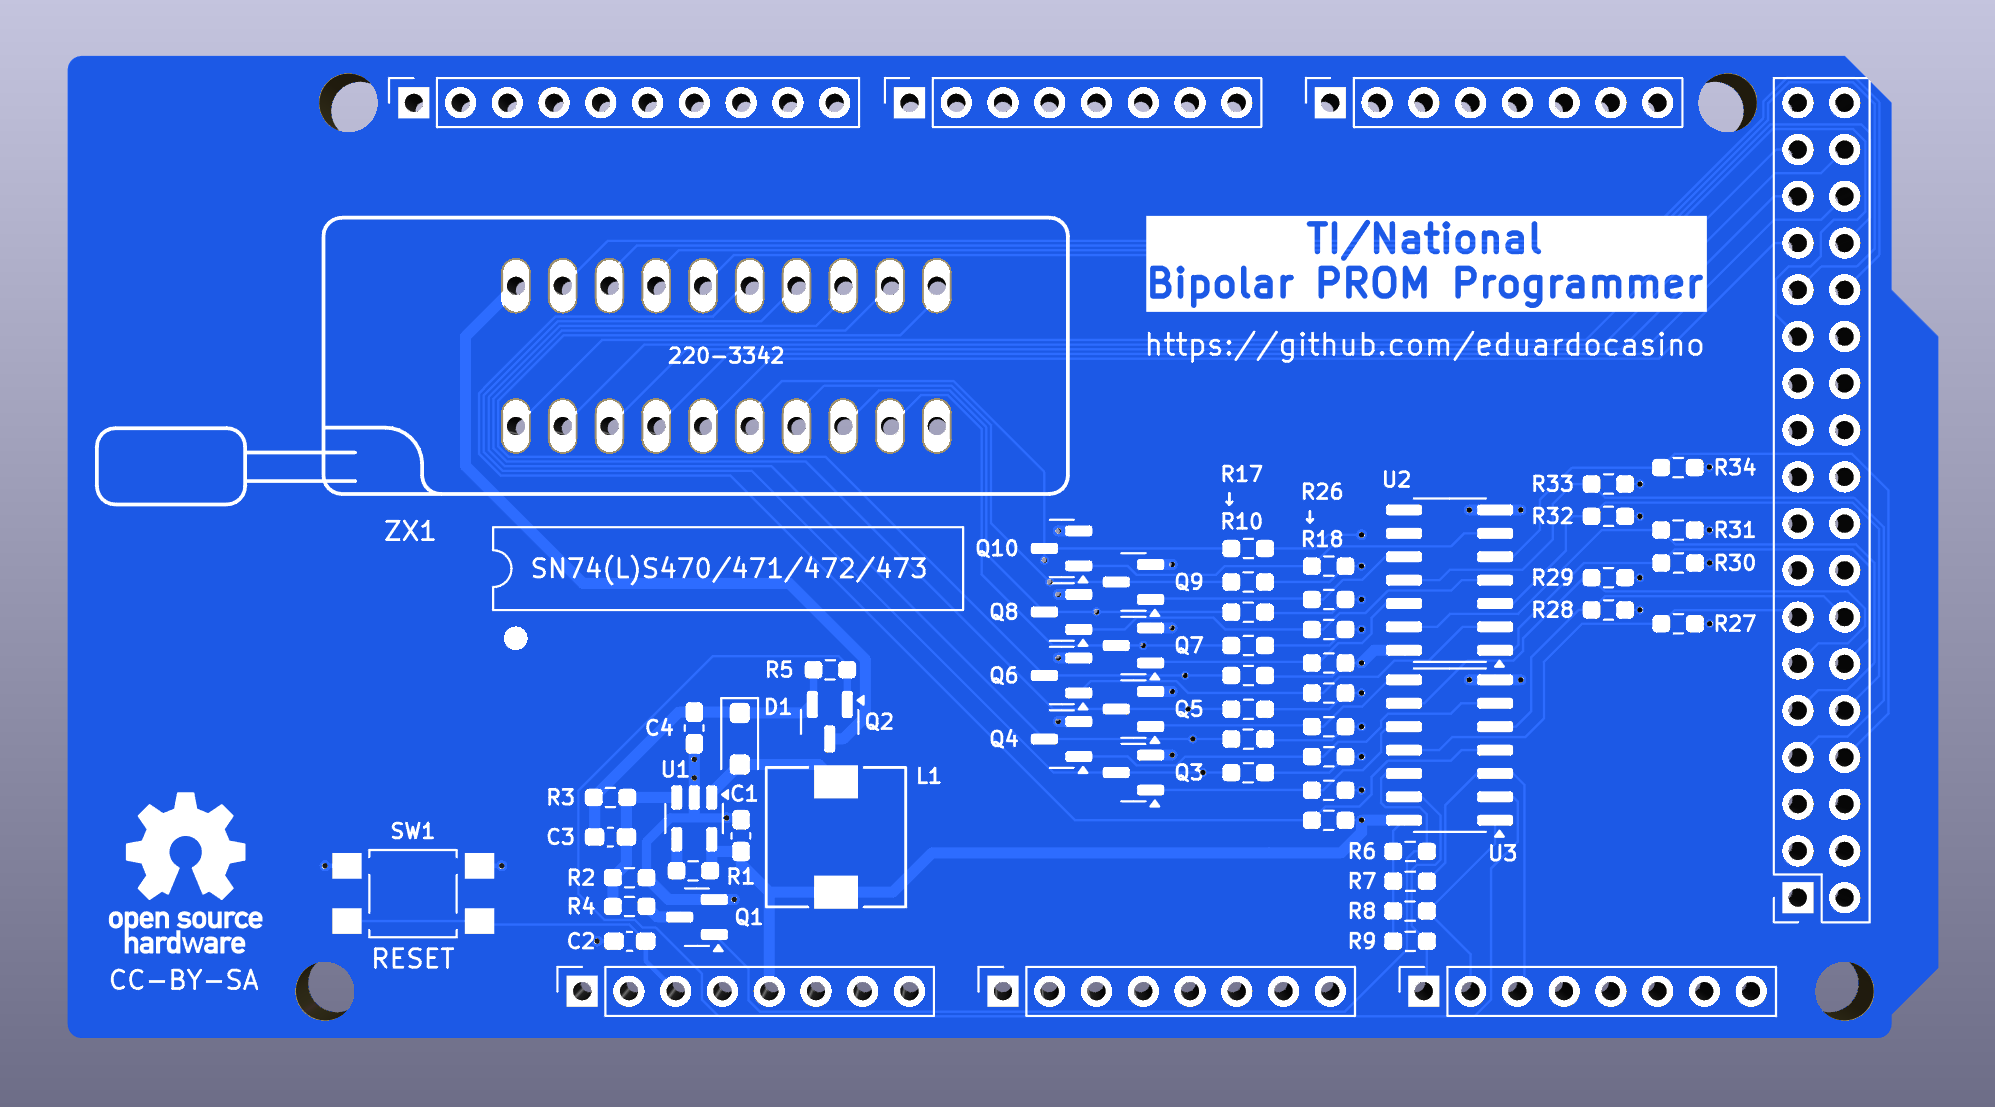 TI/National
Bipolar PROM Programmer
https://github.com/eduardocasino
220-3342
ZX1
SN74(L)S470/471/472/473
R17
↓
R10
R26
↓
R18
U2
R33
R34
R32
R31
R30
R29
R28
R27
Q10
Q9
Q8
Q7
Q6
Q5
Q4
Q3
R5
D1
Q2
C4
U1
C1
L1
R3
C3
R2
R1
R4
Q1
C2
R6
U3
R7
R8
R9
SW1
RESET
open source
hardware
CC-BY-SA